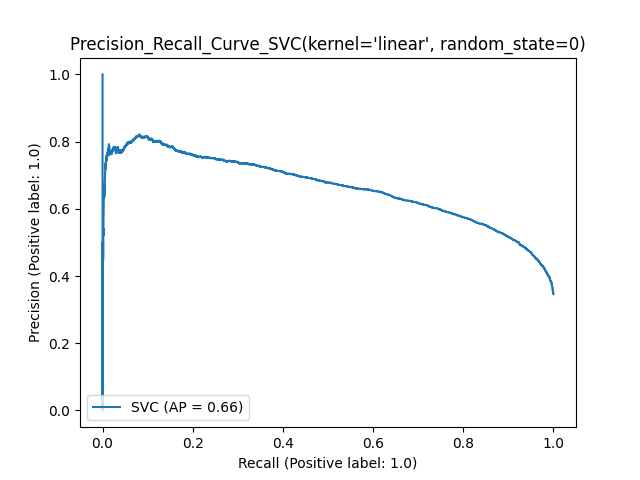 Precision_Recall_Curve_SVC(kernel='linear', random_state=0)
1.0
0.8
0.6
0.4
0.2
0.0
Precision (Positive label: 1.0)
SVC (AP = 0.66)
0.0 0.2 0.4 0.6 0.8 1.0
Recall (Positive label: 1.0)